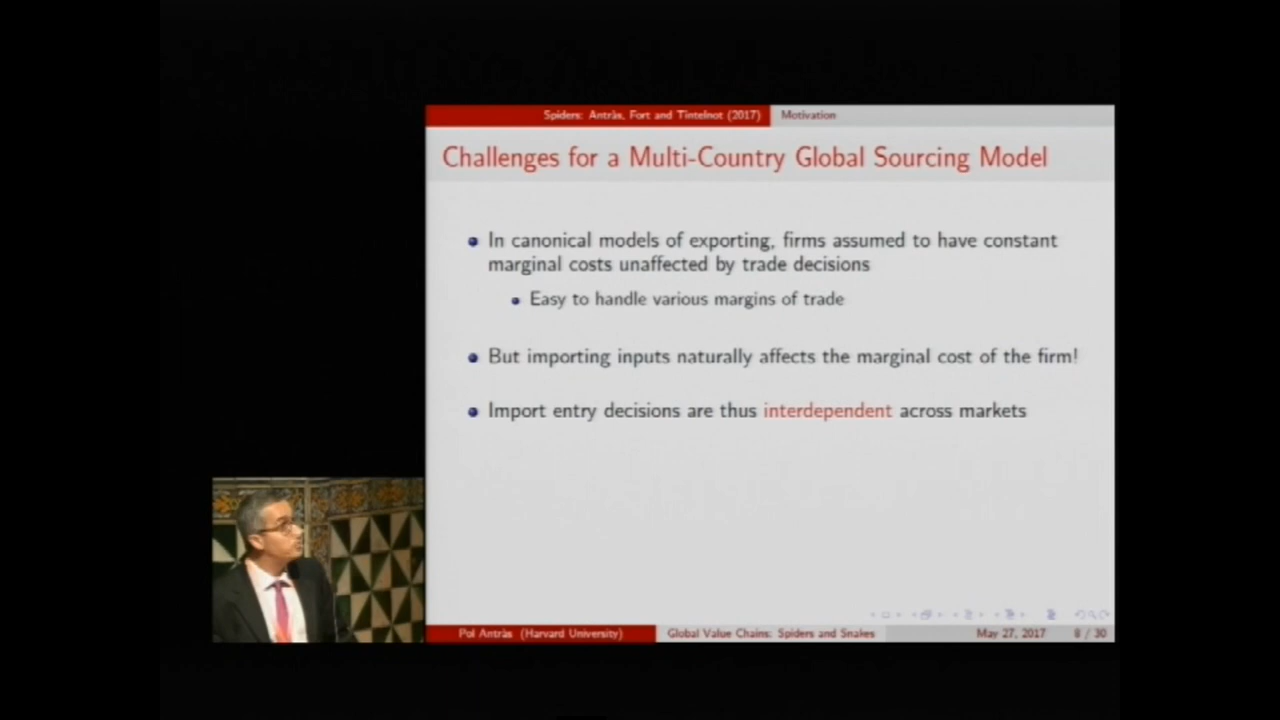 Spiders: Antràs, Fort and Tintelnot (2017)
Motivation
Challenges for a Multi-Country Global Sourcing Model
In canonical models of exporting, firms assumed to have constant
marginal costs unaffected by trade decisions
Easy to handle various margins of trade
But importing inputs naturally affects the marginal cost of the firm!
Import entry decisions are thus interdependent across markets
Pol Antràs (Harvard University)
Global Value Chains: Spiders and Snakes
May 27, 2017
8 / 30